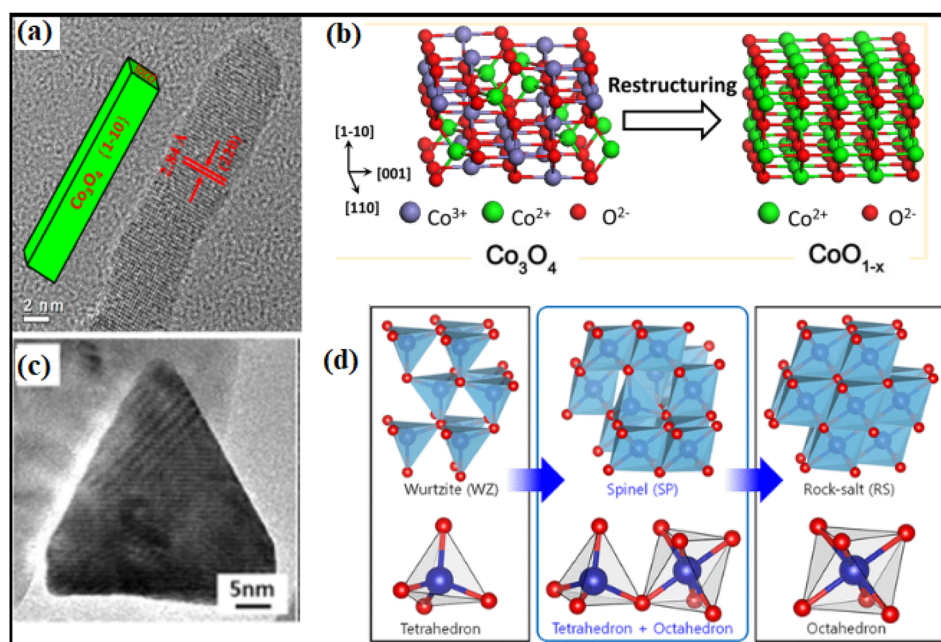 (a)
Co3O4 {1-10}
2.84 Å
(220)
2 nm
(b)
Restructuring
[1-10]
[001]
[110]
Co3+ Co2+ O2- Co2+ O2-
Co3O4 CoO1-x
(c)
5nm
(d)
Wurtzite (WZ) Spinel (SP) Rock-salt (RS)
Tetrahedron Tetrahedron + Octahedron Octahedron